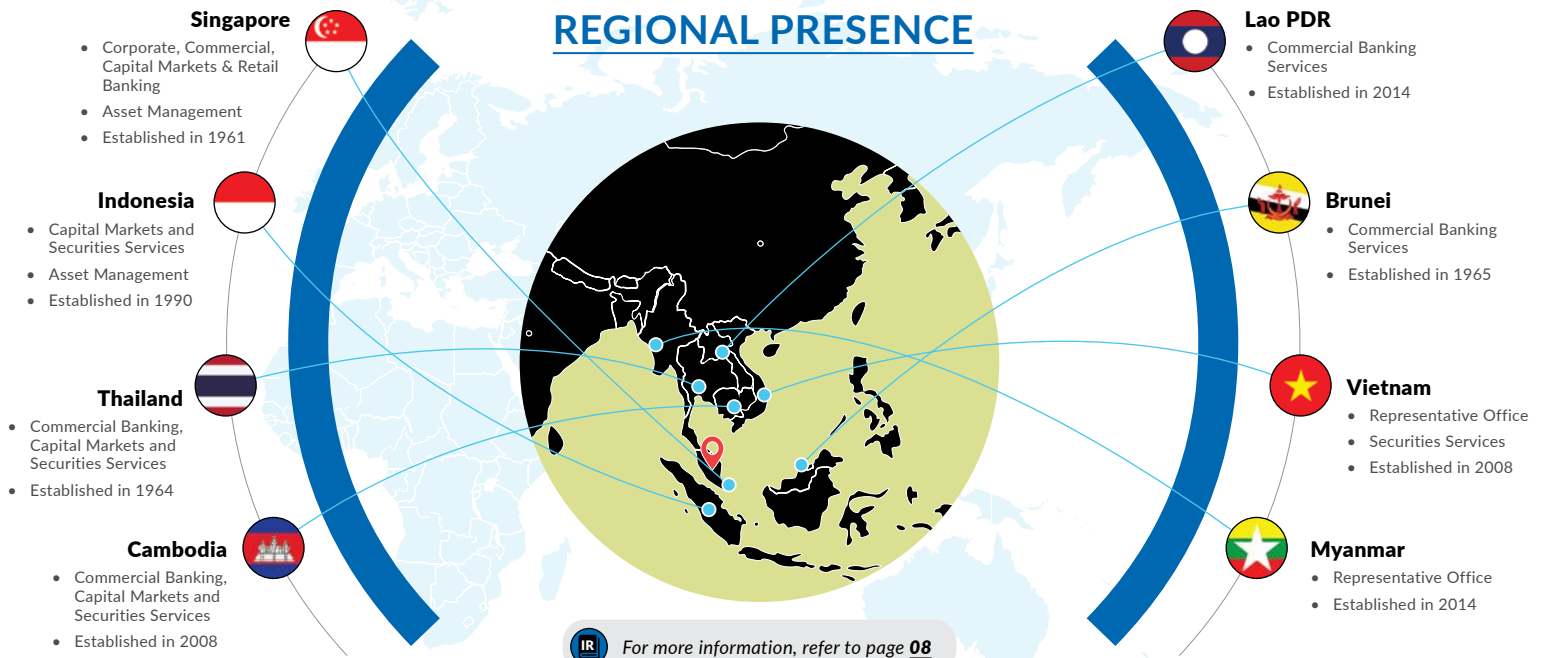 REGIONAL PRESENCE
Singapore
• Corporate, Commercial,
Capital Markets & Retail
Banking
• Asset Management
• Established in 1961
Indonesia
• Capital Markets and
Securities Services
• Asset Management
• Established in 1990
Thailand
• Commercial Banking,
Capital Markets and
Securities Services
• Established in 1964
Cambodia
• Commercial Banking,
Capital Markets and
Securities Services
• Established in 2008
Lao PDR
• Commercial Banking
Services
• Established in 2014
Brunei
• Commercial Banking
Services
• Established in 1965
Vietnam
• Representative Office
• Securities Services
• Established in 2008
Myanmar
• Representative Office
• Established in 2014
IR For more information, refer to page 08